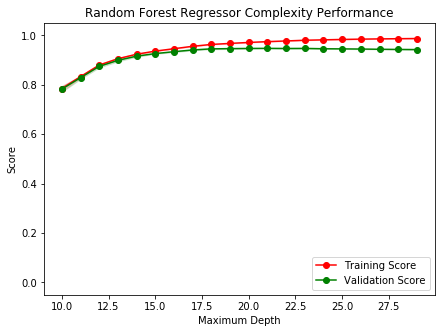 Random Forest Regressor Complexity Performance
1.0
0.8
0.6
0.4
0.2
0.0
Score
10.0 12.5 15.0 17.5 20.0 22.5 25.0 27.5
Maximum Depth
Training Score
Validation Score